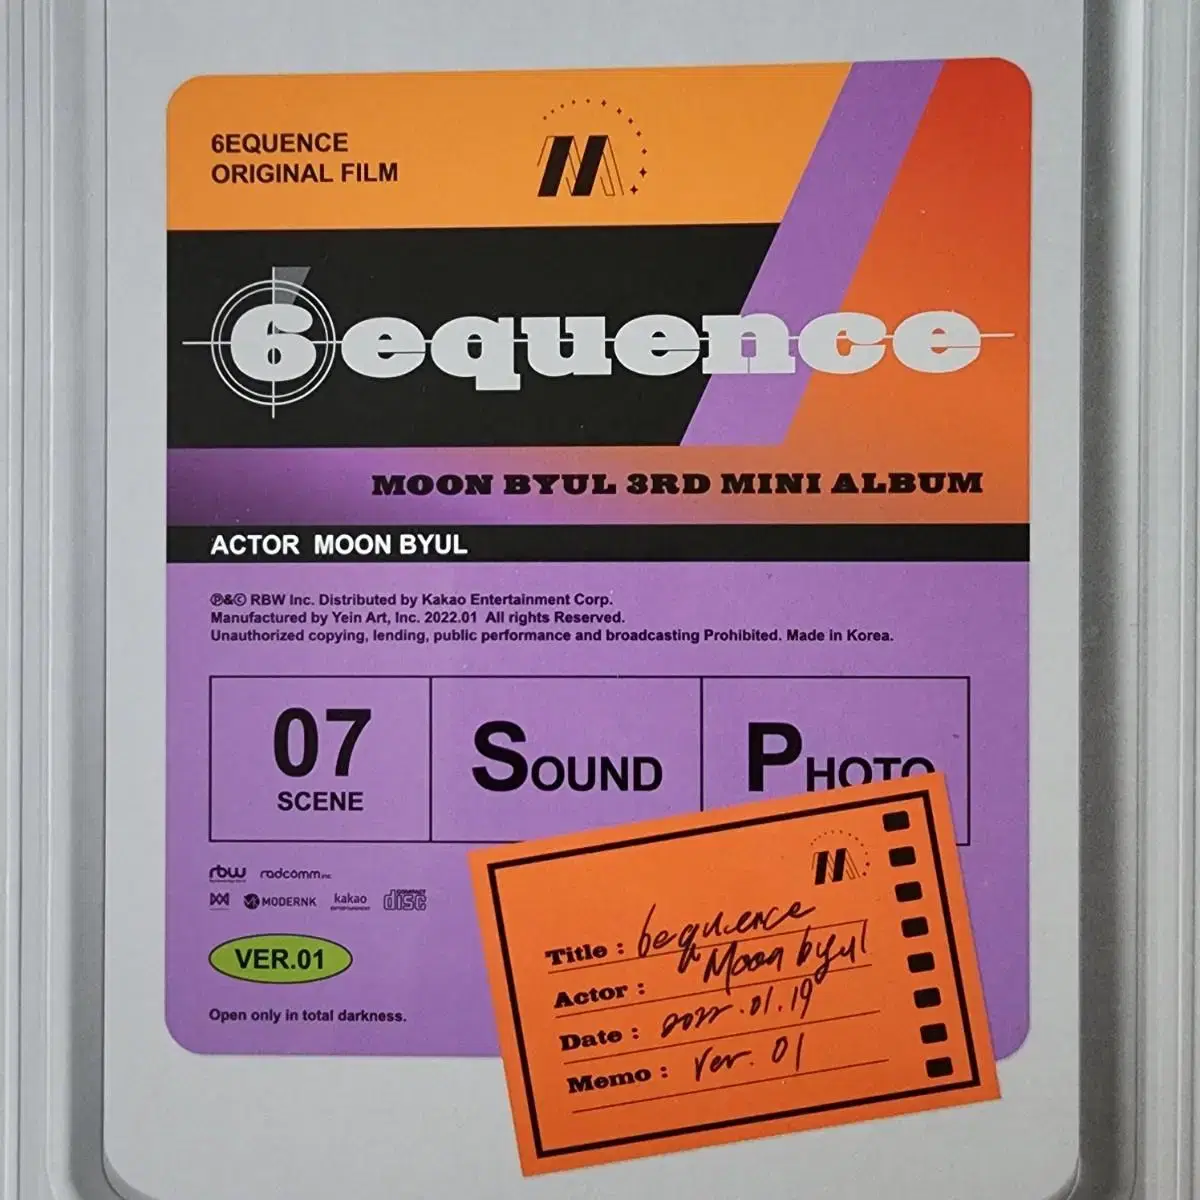 6EQUENCE
ORIGINAL FILM
6equence
MOON BYUL 3RD MINI ALBUM
ACTOR MOON BYUL
℗&© RBW Inc. Distributed by Kakao Entertainment Corp.
Manufactured by Yein Art, Inc. 2022.01 All rights Reserved.
Unauthorized copying, lending, public performance and broadcasting Prohibited. Made in Korea.
07
SCENE
SOUND
PHOTO
rbw radcomm inc.
MODERNK kakao ENTERTAINMENT COMPACT disc
VER.01
Open only in total darkness.
Title : 6equence
Actor : Moon byul
Date : 2022.01.19
Memo : Ver. 01